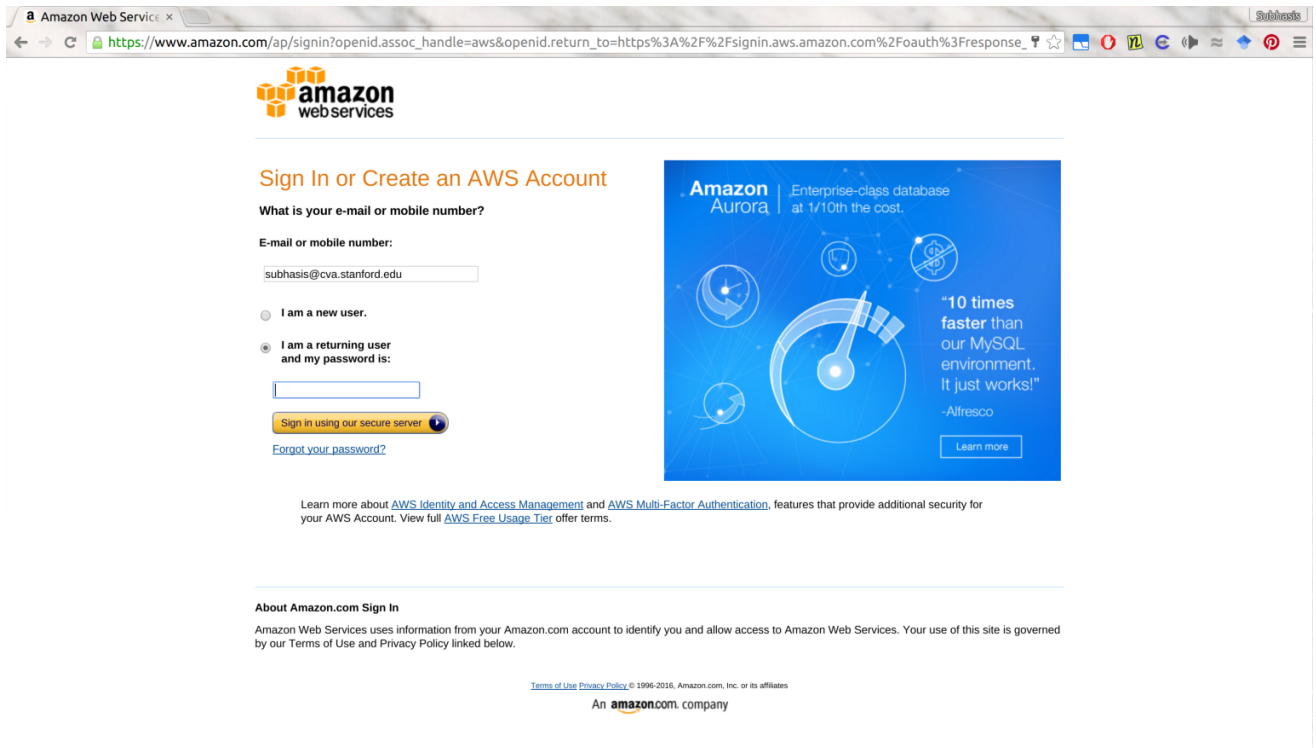 Amazon Web Service
Subhasis
https://www.amazon.com/ap/signin?openid.assoc_handle=aws&openid.return_to=https%3A%2F%2Fsignin.aws.amazon.com%2Foauth%3Fresponse_
amazon
webservices
Sign In or Create an AWS Account
What is your e-mail or mobile number?
E-mail or mobile number:
subhasis@cva.stanford.edu
I am a new user.
I am a returning user
and my password is:
Sign in using our secure server
Forgot your password?
Amazon
Aurora
Enterprise-class database
at 1/10th the cost.
“10 times
faster than
our MySQL
environment.
It just works!”
-Alfresco
Learn more
Learn more about AWS Identity and Access Management and AWS Multi-Factor Authentication, features that provide additional security for
your AWS Account. View full AWS Free Usage Tier offer terms.
About Amazon.com Sign In
Amazon Web Services uses information from your Amazon.com account to identify you and allow access to Amazon Web Services. Your use of this site is governed
by our Terms of Use and Privacy Policy linked below.
Terms of Use Privacy Policy © 1996-2016, Amazon.com, Inc. or its affiliates
An amazon.com. company